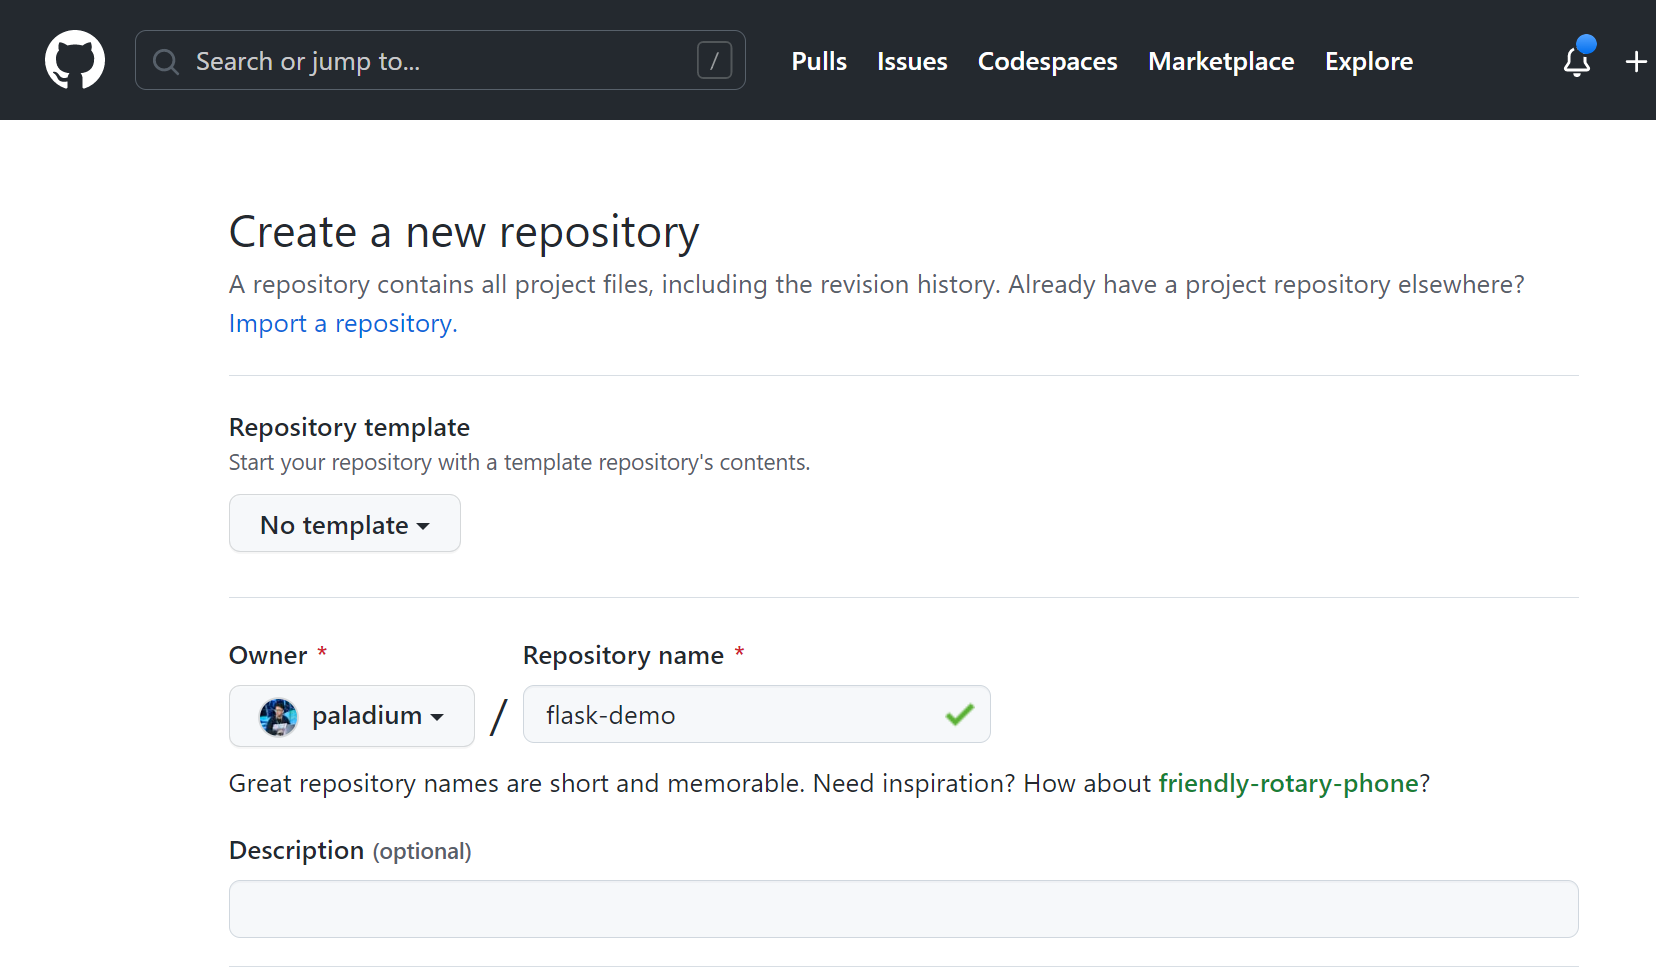 Search or jump to... / Pulls Issues Codespaces Marketplace Explore
Create a new repository
A repository contains all project files, including the revision history. Already have a project repository elsewhere?
Import a repository.
Repository template
Start your repository with a template repository's contents.
No template
Owner * Repository name *
paladium / flask-demo
Great repository names are short and memorable. Need inspiration? How about friendly-rotary-phone?
Description (optional)